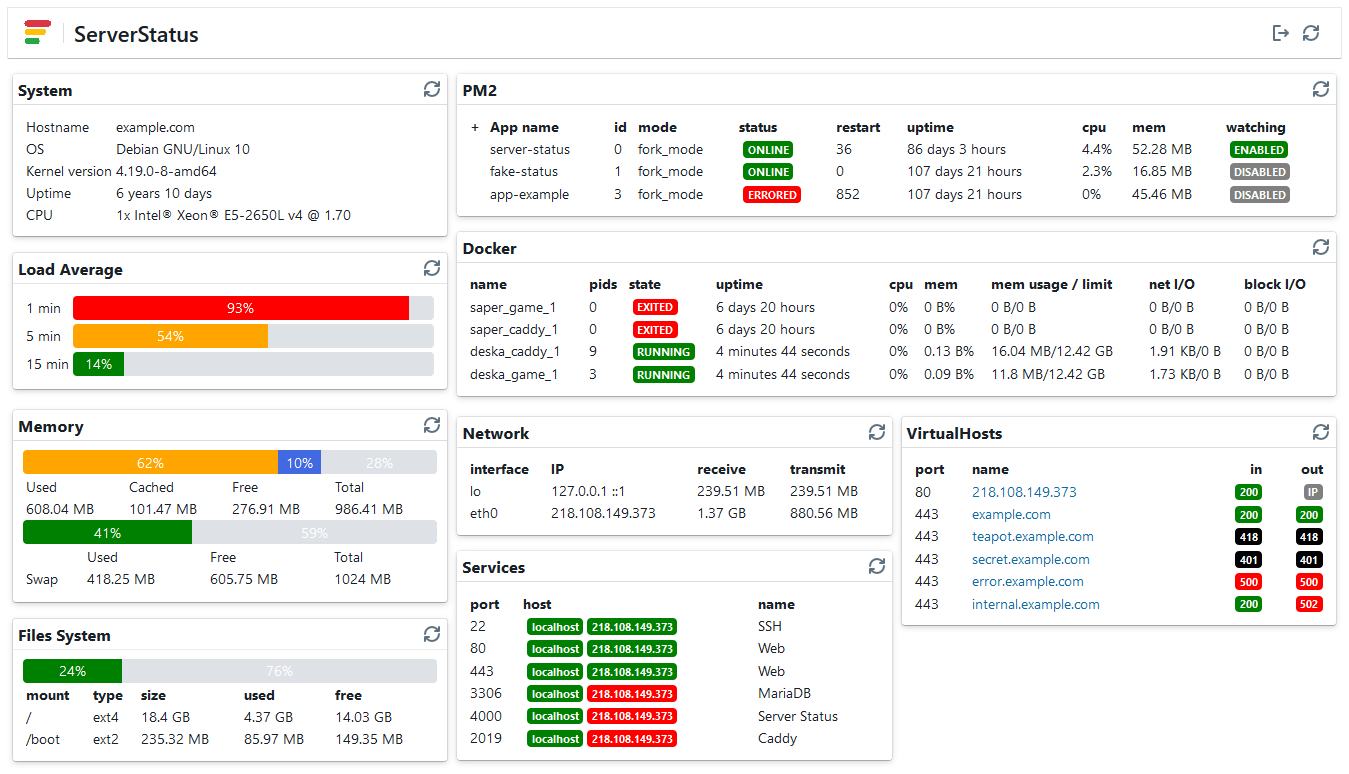 ServerStatus
System
Hostname example.com
OS Debian GNU/Linux 10
Kernel version 4.19.0-8-amd64
Uptime 6 years 10 days
CPU 1x Intel® Xeon® E5-2650L v4 @ 1.70
Load Average
1 min 93%
5 min 54%
15 min 14%
Memory
62% 10% 28%
Used Cached Free Total
608.04 MB 101.47 MB 276.91 MB 986.41 MB
41% 59%
Used Free Total
Swap 418.25 MB 605.75 MB 1024 MB
Files System
24% 76%
mount type size used free
/ ext4 18.4 GB 4.37 GB 14.03 GB
/boot ext2 235.32 MB 85.97 MB 149.35 MB
PM2
+ App name id mode status restart uptime cpu mem watching
server-status 0 fork_mode ONLINE 36 86 days 3 hours 4.4% 52.28 MB ENABLED
fake-status 1 fork_mode ONLINE 0 107 days 21 hours 2.3% 16.85 MB DISABLED
app-example 3 fork_mode ERRORED 852 107 days 21 hours 0% 45.46 MB DISABLED
Docker
name pids state uptime cpu mem mem usage / limit net I/O block I/O
saper_game_1 0 EXITED 6 days 20 hours 0% 0 B% 0 B/0 B 0 B/0 B 0 B/0 B
saper_caddy_1 0 EXITED 6 days 20 hours 0% 0 B% 0 B/0 B 0 B/0 B 0 B/0 B
deska_caddy_1 9 RUNNING 4 minutes 44 seconds 0% 0.13 B% 16.04 MB/12.42 GB 1.91 KB/0 B 0 B/0 B
deska_game_1 3 RUNNING 4 minutes 44 seconds 0% 0.09 B% 11.8 MB/12.42 GB 1.73 KB/0 B 0 B/0 B
Network
interface IP receive transmit
lo 127.0.0.1 ::1 239.51 MB 239.51 MB
eth0 218.108.149.373 1.37 GB 880.56 MB
Services
port host name
22 localhost 218.108.149.373 SSH
80 localhost 218.108.149.373 Web
443 localhost 218.108.149.373 Web
3306 localhost 218.108.149.373 MariaDB
4000 localhost 218.108.149.373 Server Status
2019 localhost 218.108.149.373 Caddy
VirtualHosts
port name in out
80 218.108.149.373 200 IP
443 example.com 200 200
443 teapot.example.com 418 418
443 secret.example.com 401 401
443 error.example.com 500 500
443 internal.example.com 200 502